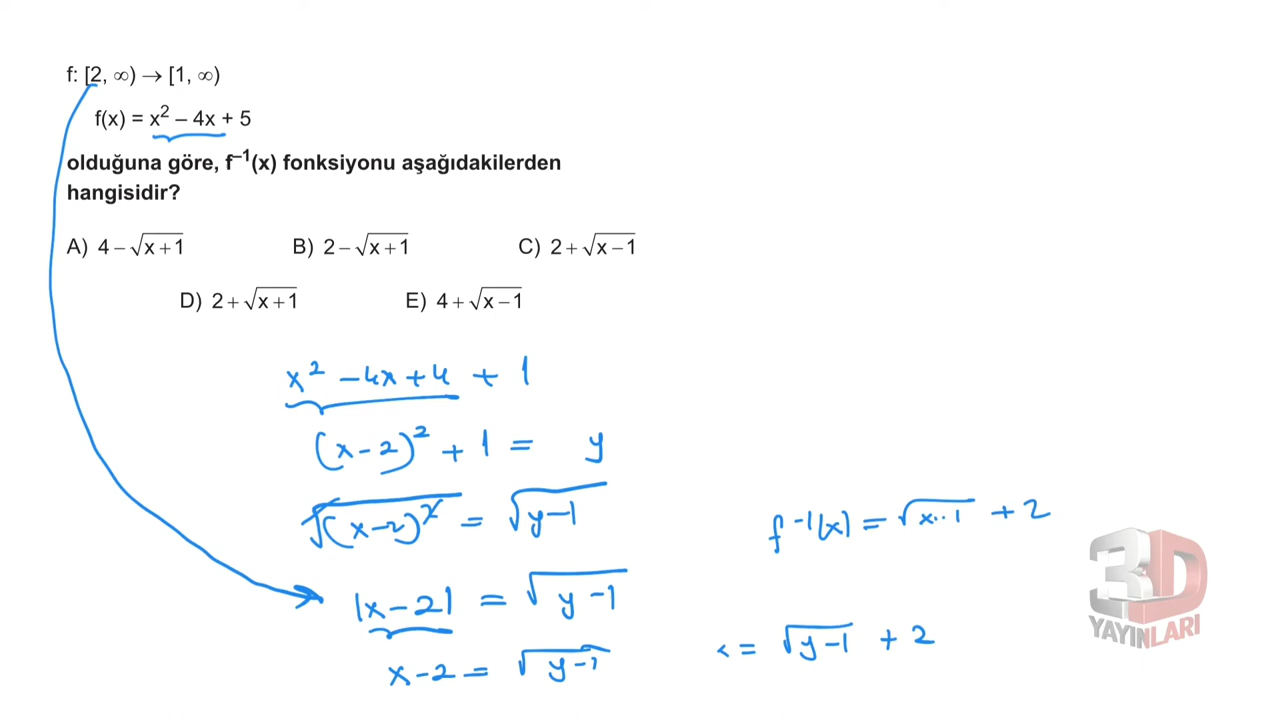 f: [2, ∞) → [1, ∞)
f(x) = x² – 4x + 5
olduğuna göre, f⁻¹(x) fonksiyonu aşağıdakilerden
hangisidir?
A) 4 – √(x + 1)    B) 2 – √(x + 1)    C) 2 + √(x – 1)
D) 2 + √(x + 1)    E) 4 + √(x – 1)
x² – 4x + 4 + 1
(x – 2)² + 1 = y
√(x – 2)² = √(y – 1)
f⁻¹(x) = √(x – 1) + 2
|x – 2| = √(y – 1)
x – 2 = √(y – 1)
x = √(y – 1) + 2
3D
YAYINLARI